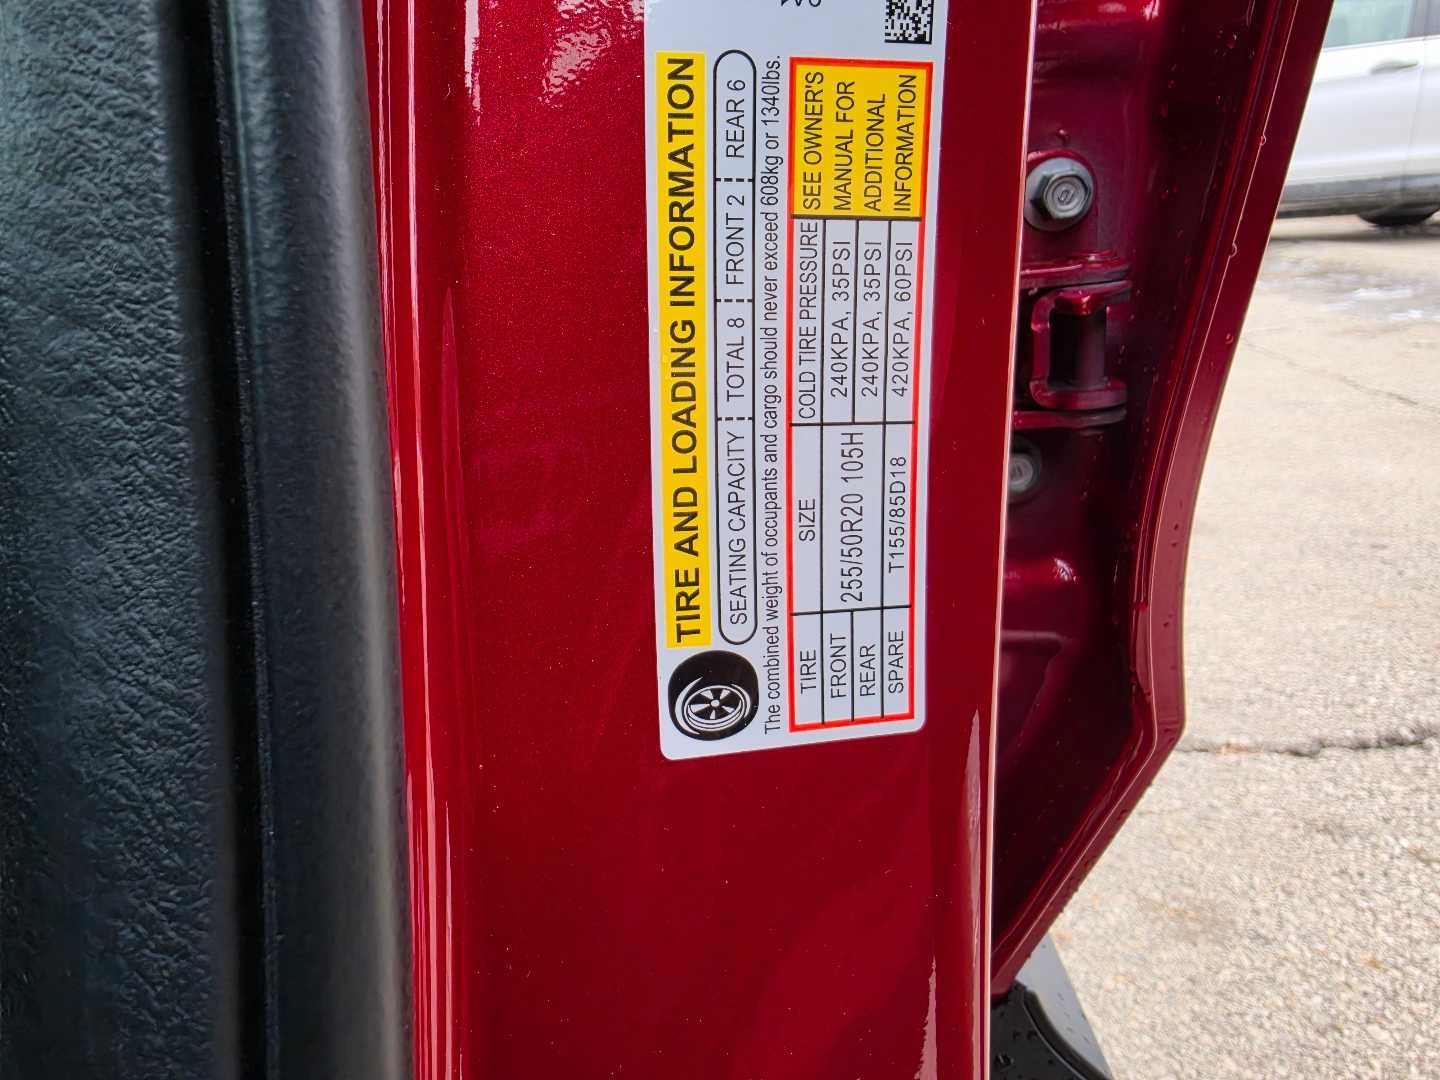 TIRE AND LOADING INFORMATION
SEATING CAPACITY TOTAL 8 FRONT 2 REAR 6
The combined weight of occupants and cargo should never exceed 608kg or 1340lbs.
TIRE SIZE COLD TIRE PRESSURE SEE OWNER'S
FRONT 255/50R20 105H 240KPA, 35PSI MANUAL FOR
REAR 240KPA, 35PSI ADDITIONAL
SPARE T155/85D18 420KPA, 60PSI INFORMATION